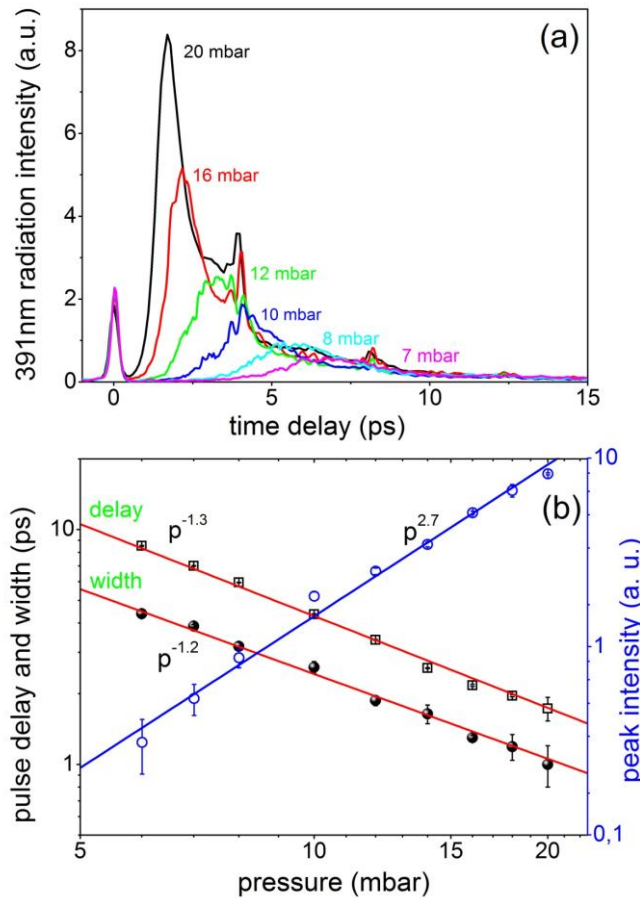 (a)
20 mbar
16 mbar
12 mbar
10 mbar
8 mbar
7 mbar
391nm radiation intensity (a.u.)
8
6
4
2
0
0
5
10
15
time delay (ps)
(b)
delay
p^-1.3
width
p^-1.2
p^2.7
pulse delay and width (ps)
10
1
peak intensity (a. u.)
10
1
0,1
5
5
10
15
20
pressure (mbar)